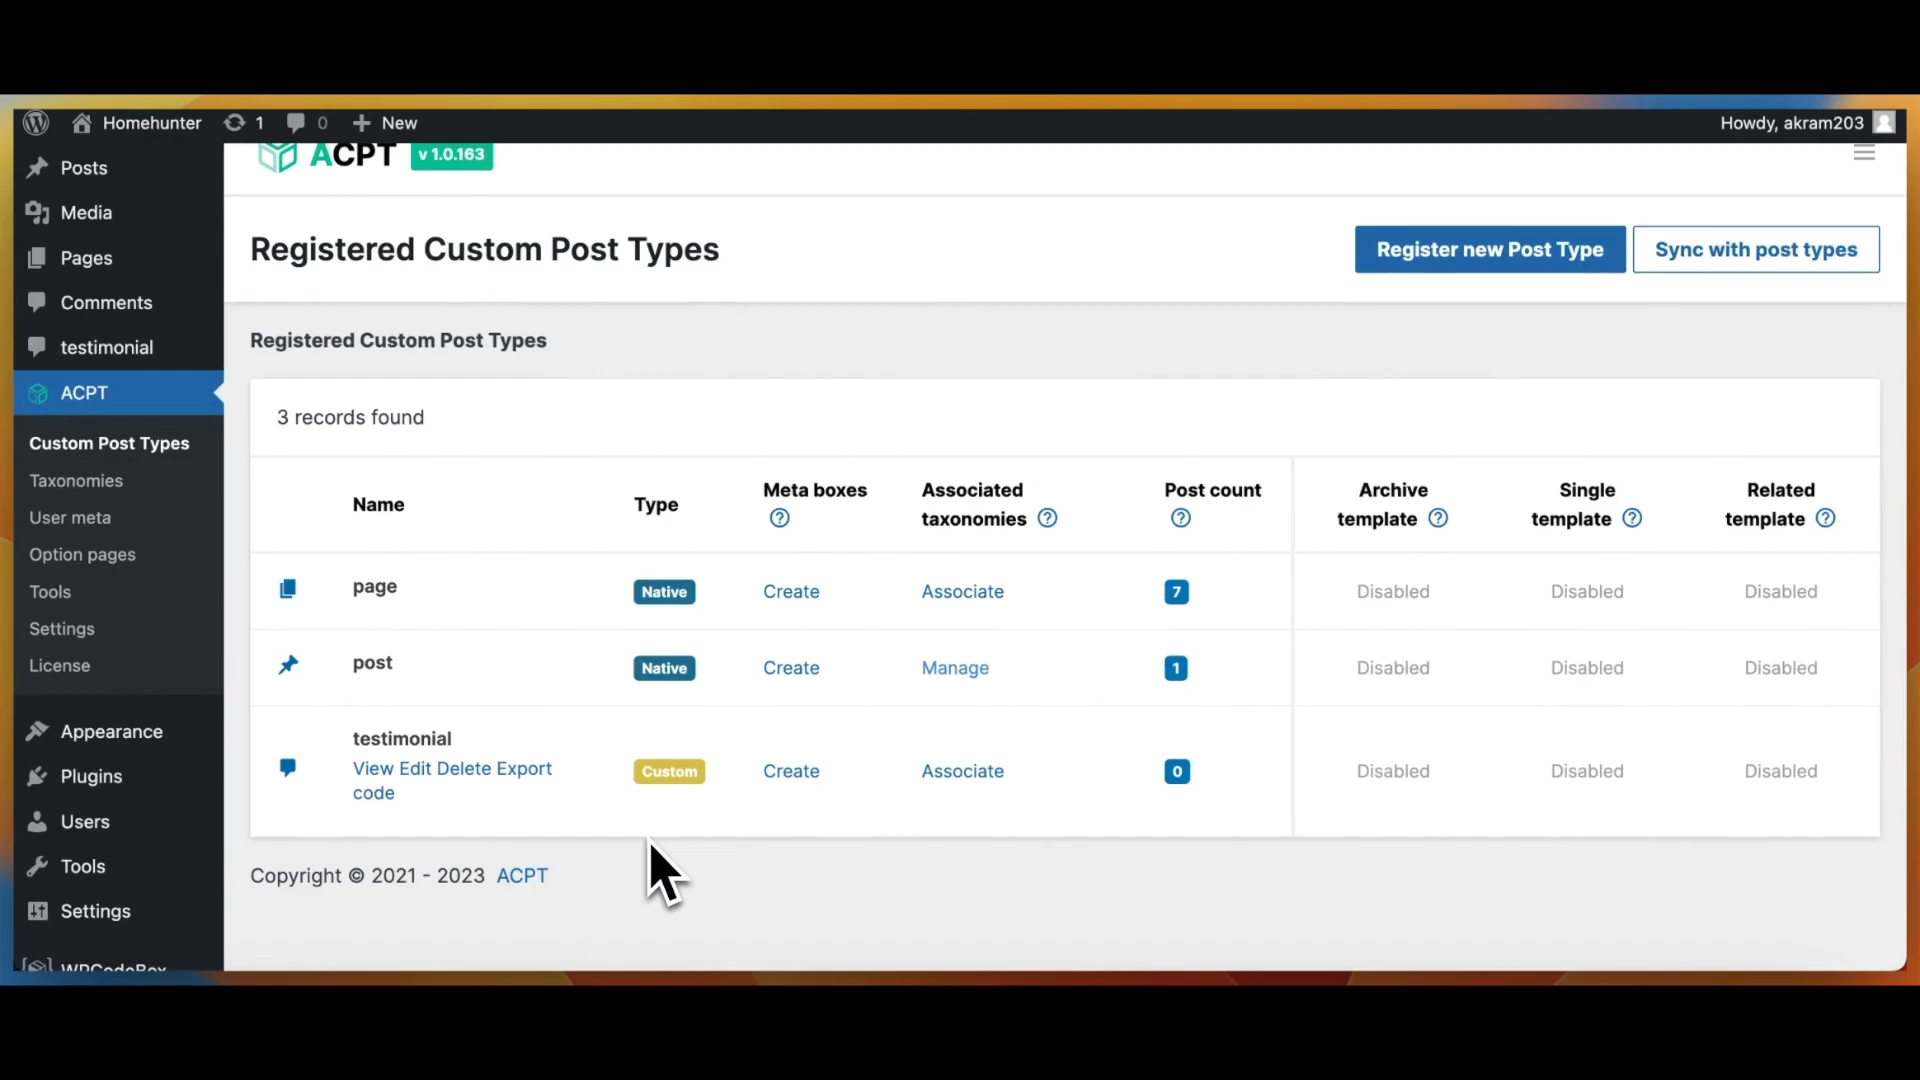 Homehunter 1 0 New Howdy, akram203
Posts
Media
Pages
Comments
testimonial
ACPT
Custom Post Types
Taxonomies
User meta
Option pages
Tools
Settings
License
Appearance
Plugins
Users
Tools
Settings
WPCodeBox
ACPT v 1.0.163
Registered Custom Post Types Register new Post Type Sync with post types
Registered Custom Post Types
3 records found
Name Type Meta boxes ? Associated taxonomies ? Post count ? Archive template ? Single template ? Related template ?
page Native Create Associate 7 Disabled Disabled Disabled
post Native Create Manage 1 Disabled Disabled Disabled
testimonial
View Edit Delete Export
code
Custom Create Associate 0 Disabled Disabled Disabled
Copyright © 2021 - 2023 ACPT